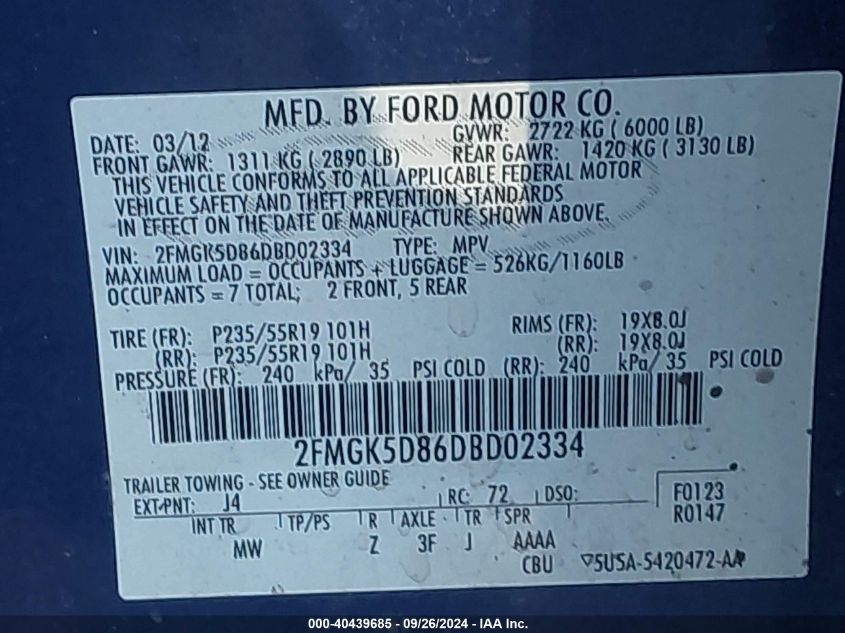 MFD. BY FORD MOTOR CO.
DATE: 03/12 GVWR: 2722 KG ( 6000 LB)
FRONT GAWR: 1311 KG ( 2890 LB) REAR GAWR: 1420 KG ( 3130 LB)
THIS VEHICLE CONFORMS TO ALL APPLICABLE FEDERAL MOTOR
VEHICLE SAFETY AND THEFT PREVENTION STANDARDS
IN EFFECT ON THE DATE OF MANUFACTURE SHOWN ABOVE.
VIN: 2FMGK5D86DBD02334 TYPE: MPV
MAXIMUM LOAD = OCCUPANTS + LUGGAGE = 526KG/1160LB
OCCUPANTS = 7 TOTAL; 2 FRONT, 5 REAR
TIRE (FR): P235/55R19 101H RIMS (FR): 19X8.0J
(RR): P235/55R19 101H (RR): 19X8.0J
PRESSURE (FR): 240 kPa/ 35 PSI COLD (RR): 240 kPa/ 35 PSI COLD
2FMGK5D86DBD02334
TRAILER TOWING - SEE OWNER GUIDE
EXT PNT: J4 RC: 72 DSO: F0123
R0147
INT TR TP/PS R AXLE TR SPR
MW Z 3F J AAAA
CBU 5USA-5420472-AA
000-40439685 - 09/26/2024 - IAA Inc.